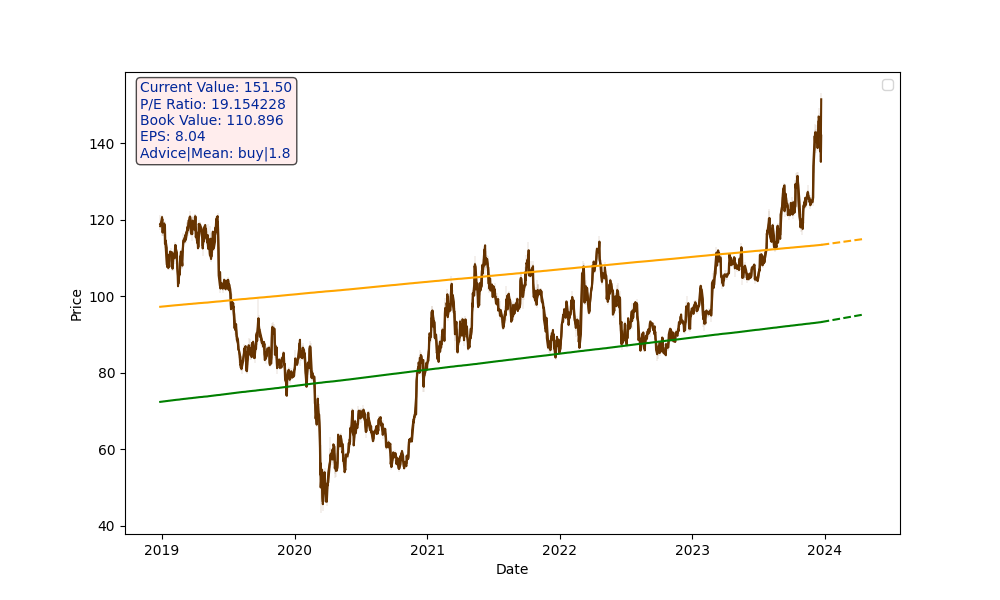 Current Value: 151.50
P/E Ratio: 19.154228
Book Value: 110.896
EPS: 8.04
Advice|Mean: buy|1.8
Price
140
120
100
80
60
40
2019 2020 2021 2022 2023 2024
Date